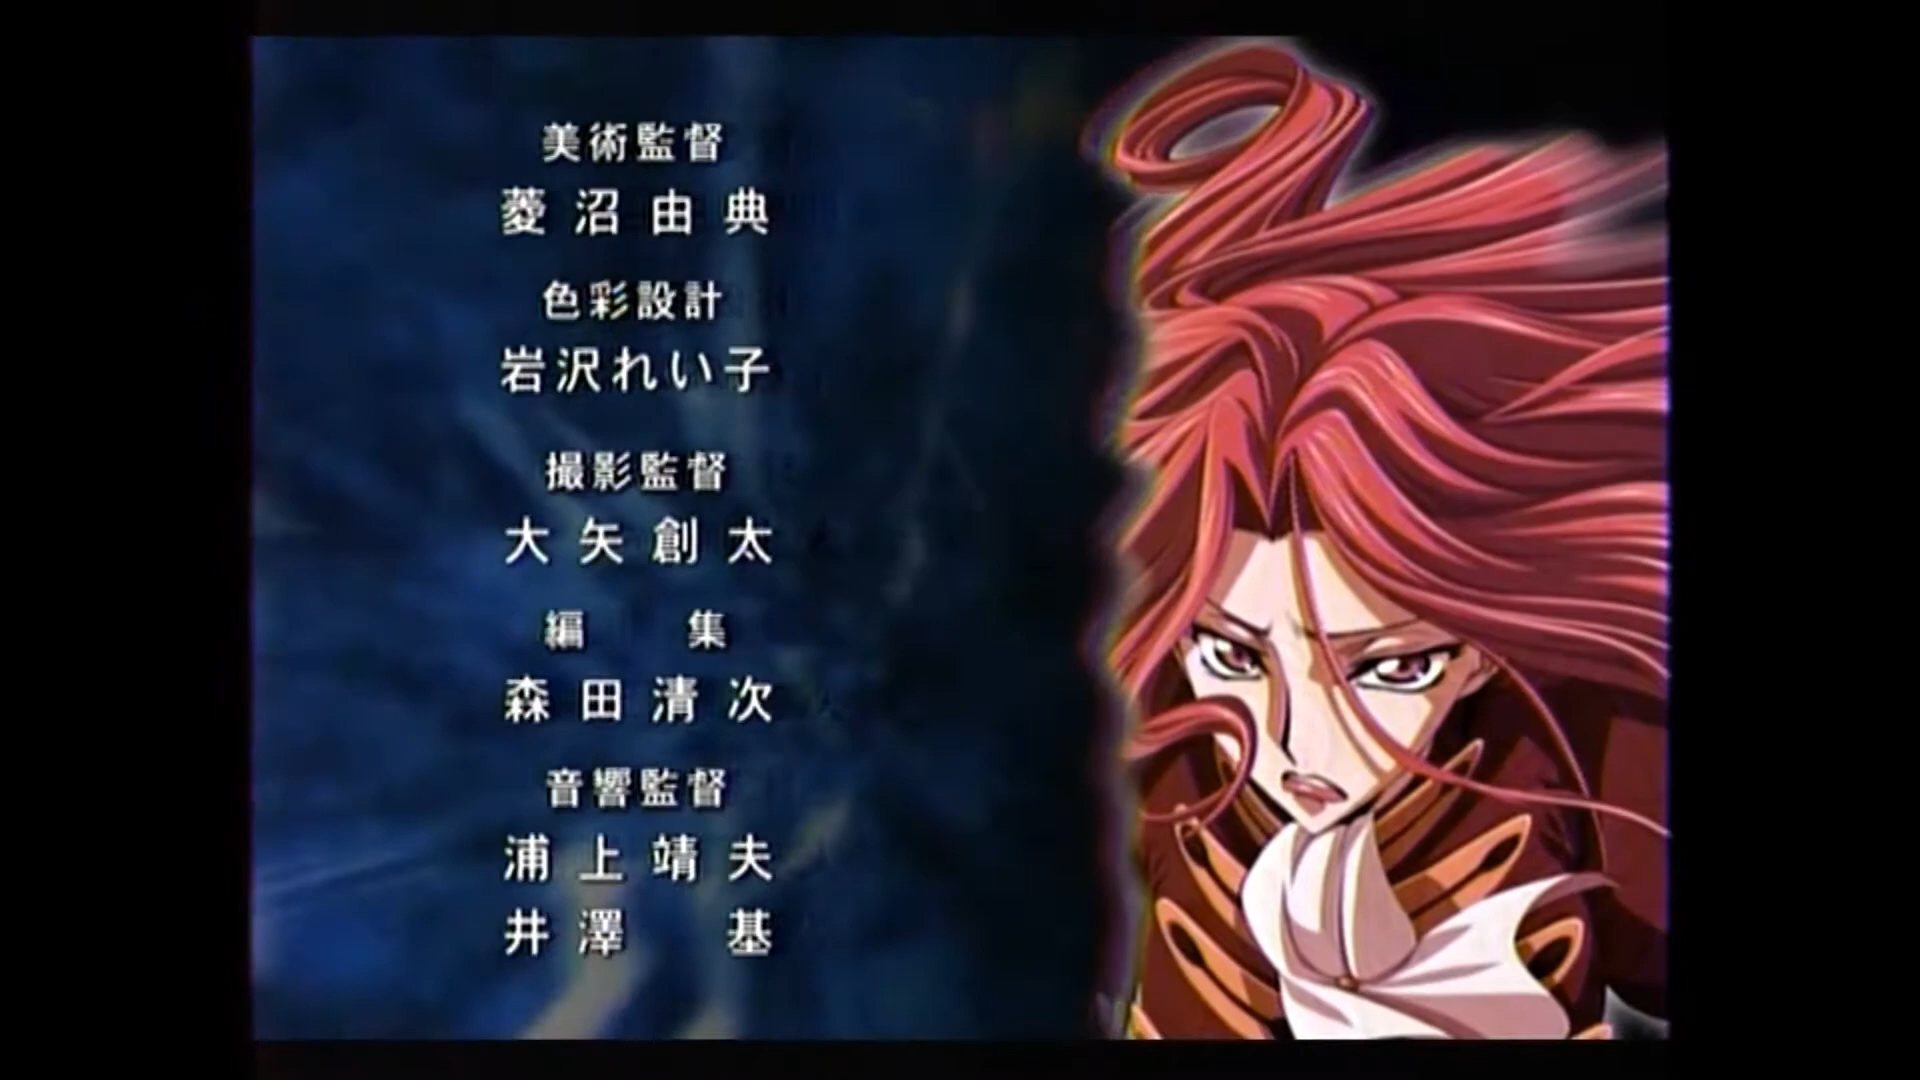 美術監督
菱沼由典
色彩設計
岩沢れい子
撮影監督
大矢創太
編集
森田清次
音響監督
浦上靖夫
井澤基